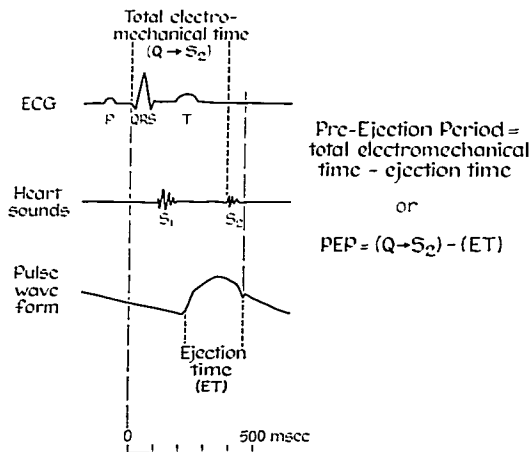 Total electro-
mechanical time
(Q → S₂)
ECG
P
QRS
T
Heart
sounds
S₁
S₂
Pulse
wave
form
Ejection
time
(ET)
0
500 msec
Pre-Ejection Period =
total electromechanical
time - ejection time
or
PEP = (Q→S₂) - (ET)